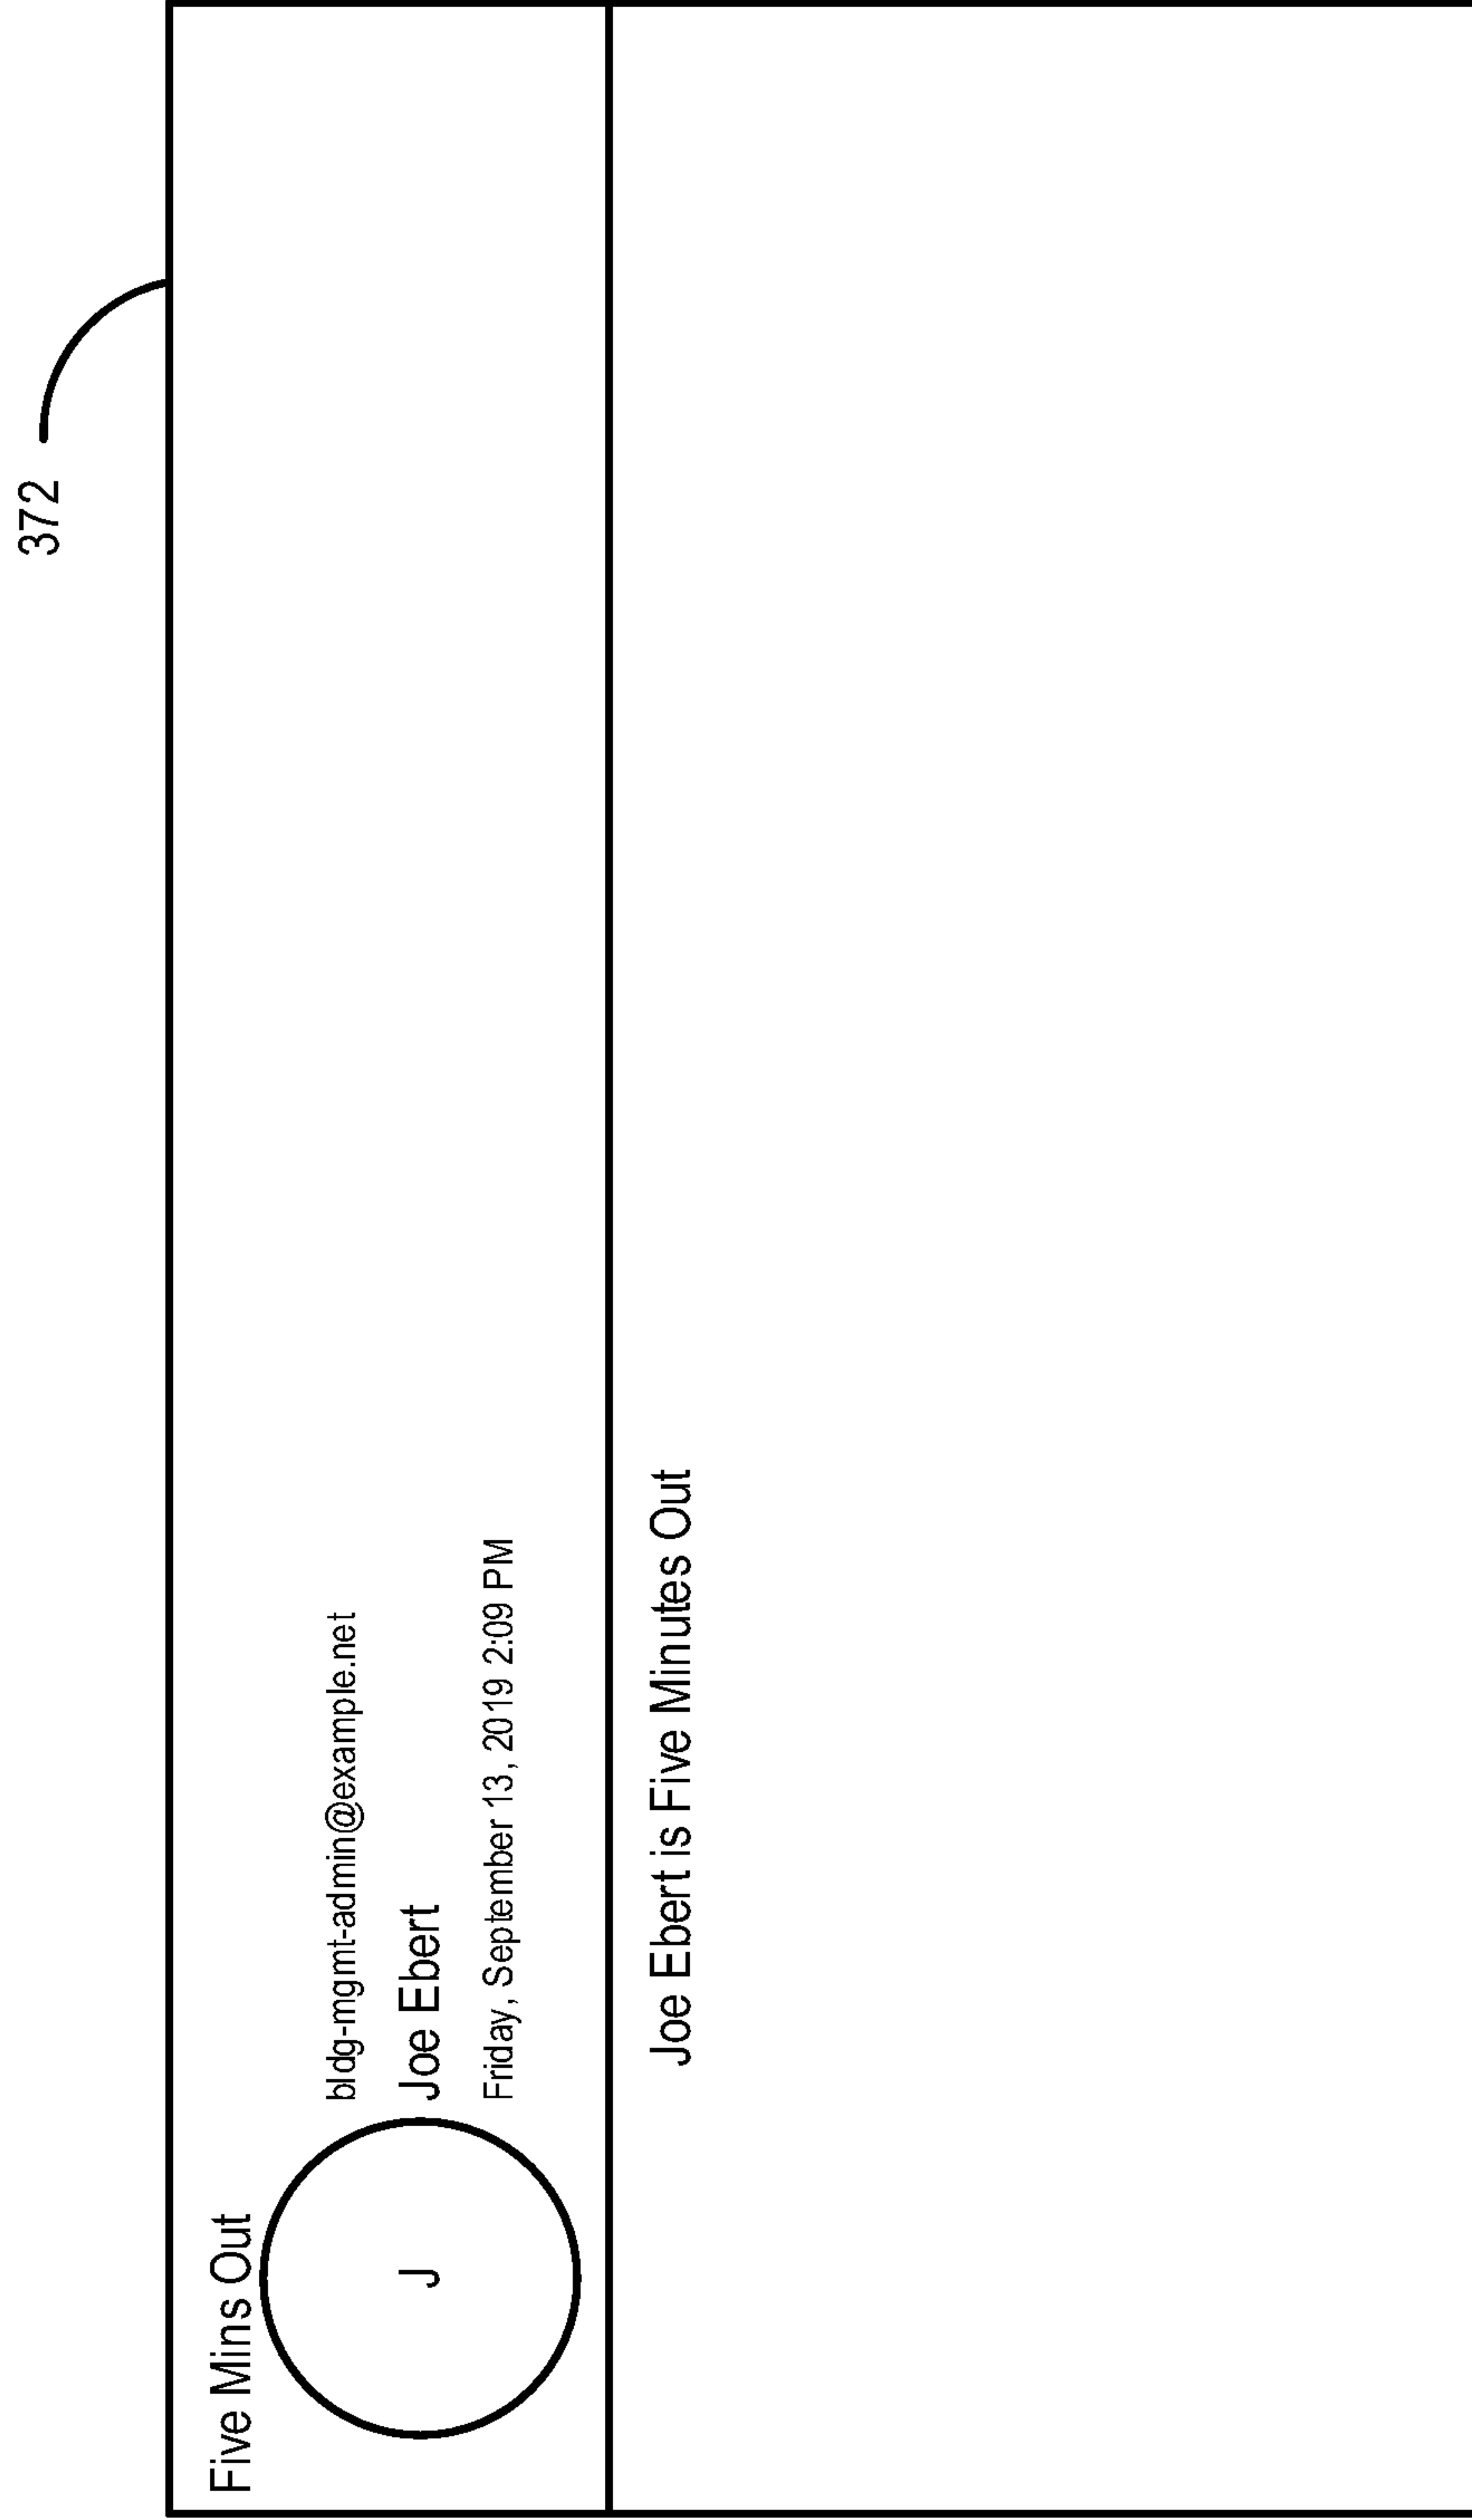 372
Five Mins Out
bldg-mgmt-admin@example.net
J
Joe Ebert
Friday, September 13, 2019 2:09 PM
Joe Ebert is Five Minutes Out